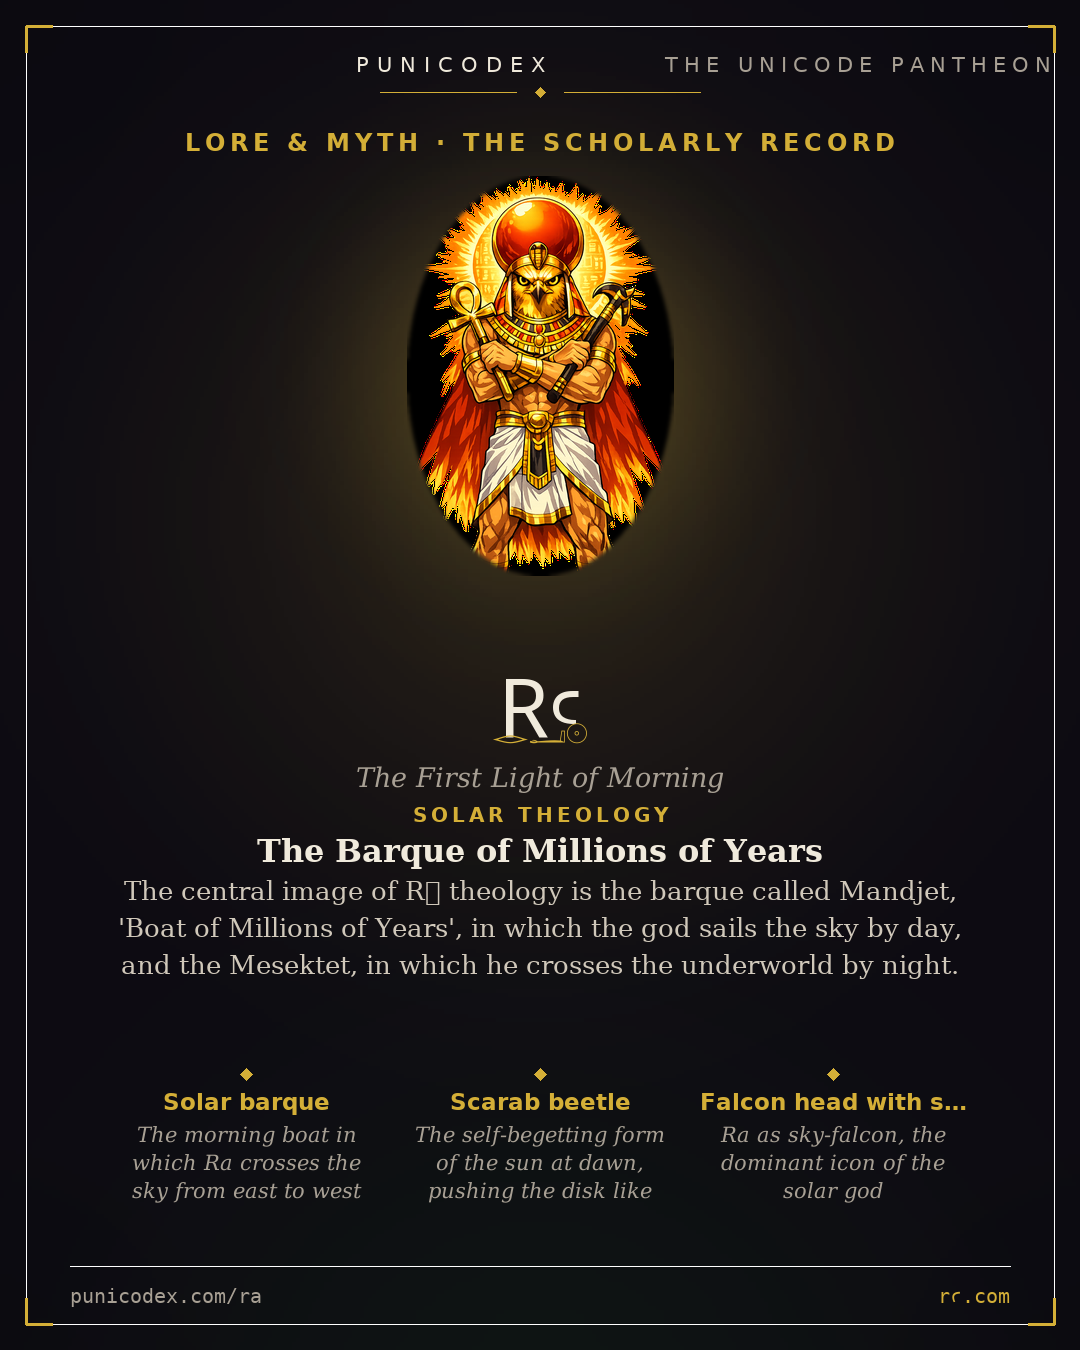 PUNICODEX
THE UNICODE PANTHEON
LORE & MYTH · THE SCHOLARLY RECORD
Rꜥ
The First Light of Morning
SOLAR THEOLOGY
The Barque of Millions of Years
The central image of R▯ theology is the barque called Mandjet,
'Boat of Millions of Years', in which the god sails the sky by day,
and the Mesektet, in which he crosses the underworld by night.
Solar barque
The morning boat in
which Ra crosses the
sky from east to west
Scarab beetle
The self-begetting form
of the sun at dawn,
pushing the disk like
Falcon head with s…
Ra as sky-falcon, the
dominant icon of the
solar god
punicodex.com/ra
rꜥ.com